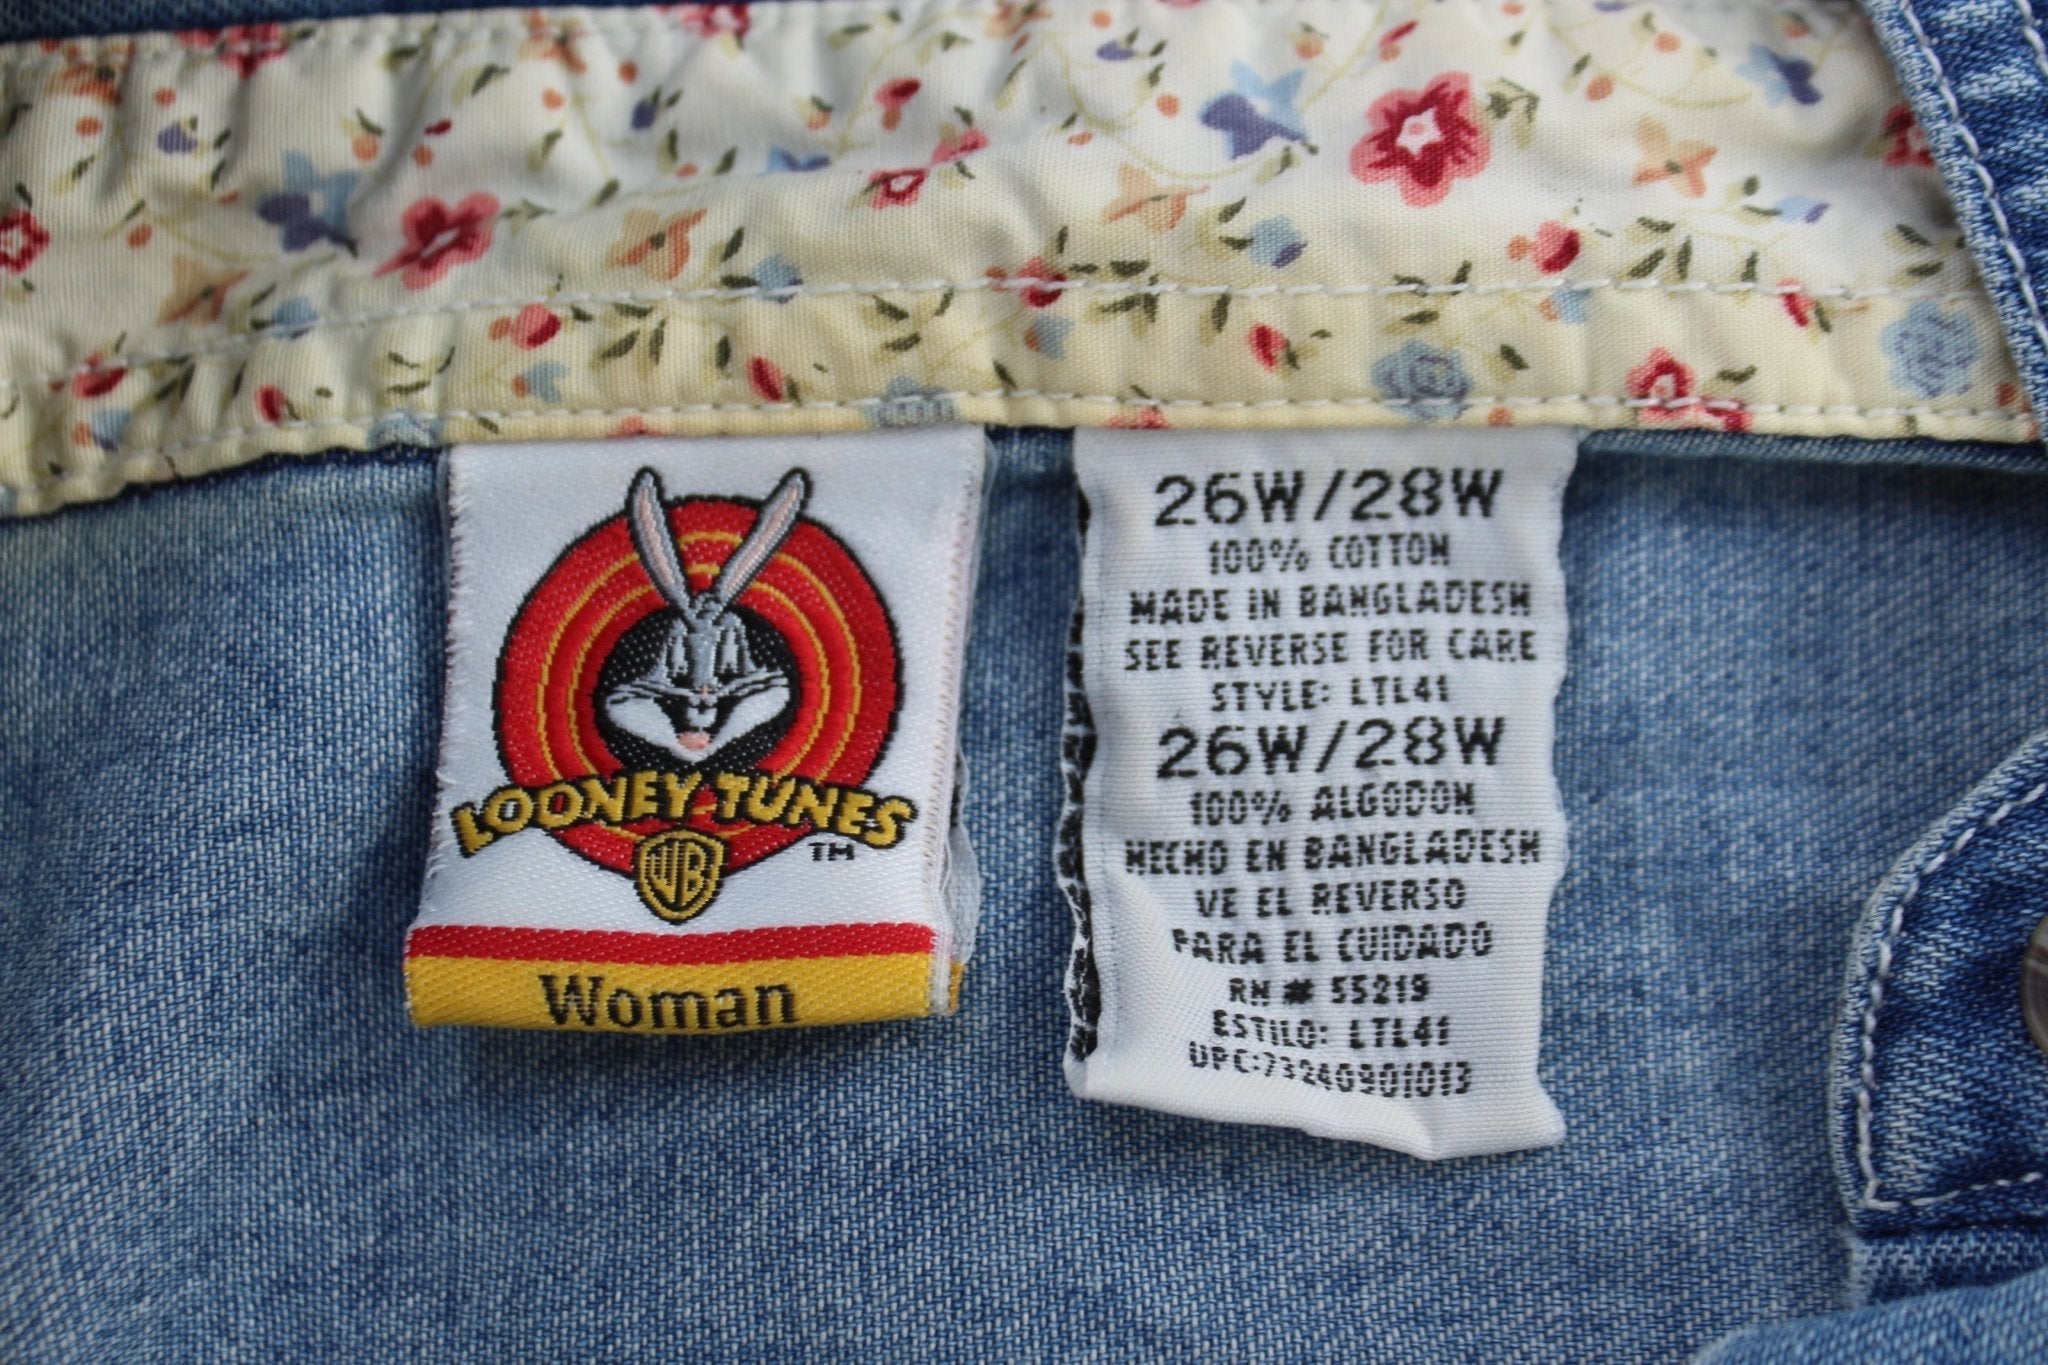 LOONEY TUNES
TM
WB
Woman
26W/28W
100% COTTON
MADE IN BANGLADESH
SEE REVERSE FOR CARE
STYLE: LTL41
26W/28W
100% ALGODON
HECHO EN BANGLADESH
VE EL REVERSO
PARA EL CUIDADO
RN # 55219
ESTILO: LTL41
UPC:73240901013